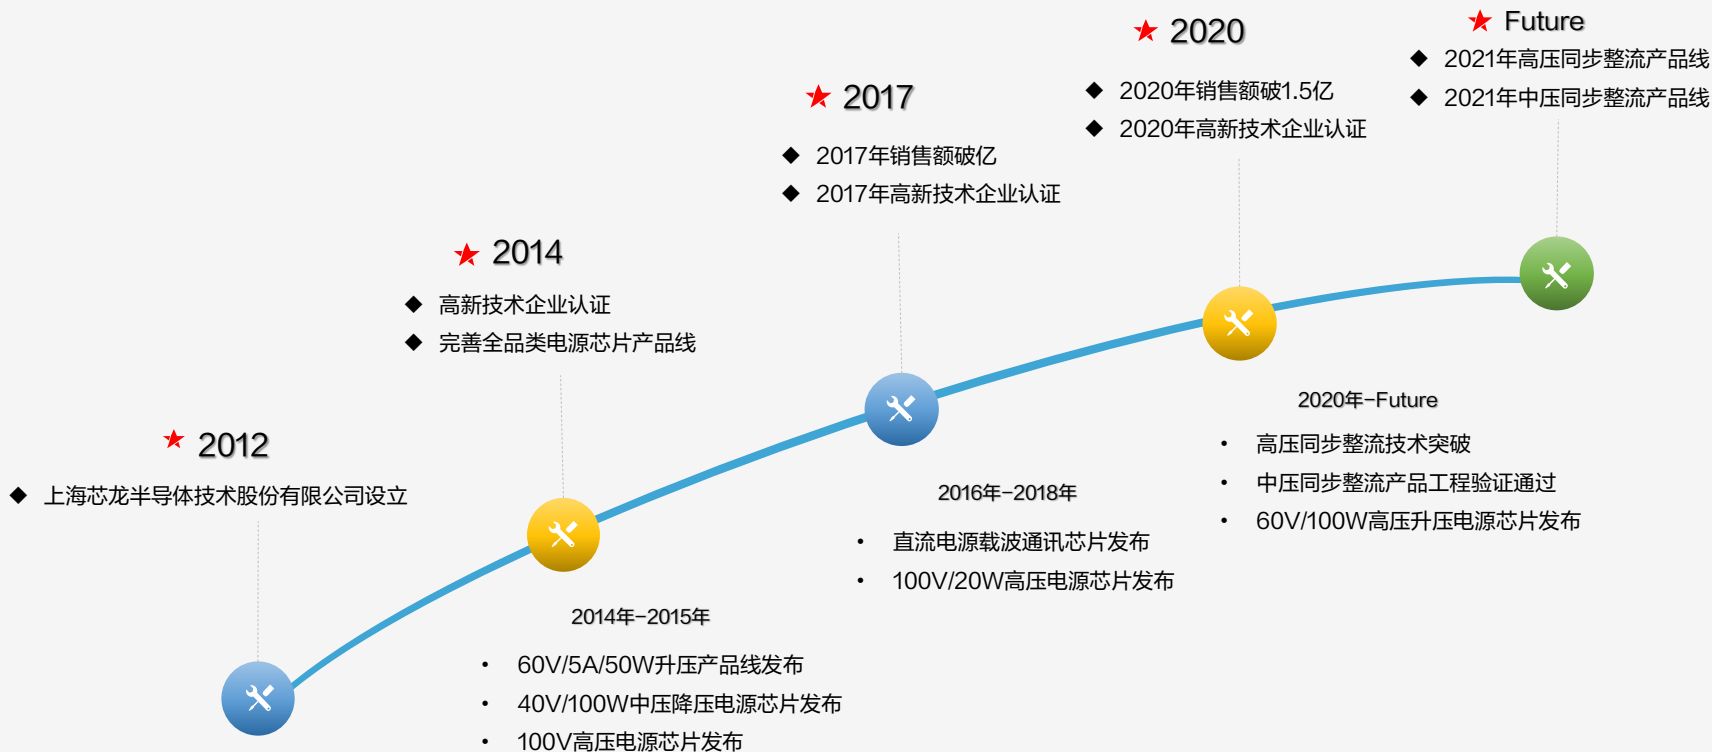 2012
上海芯龙半导体技术股份有限公司设立
2014
高新技术企业认证
完善全品类电源芯片产品线
2014年-2015年
60V/5A/50W升压产品线发布
40V/100W中压降压电源芯片发布
100V高压电源芯片发布
2017
2017年销售额破亿
2017年高新技术企业认证
2016年-2018年
直流电源载波通讯芯片发布
100V/20W高压电源芯片发布
2020
2020年销售额破1.5亿
2020年高新技术企业认证
2020年-Future
高压同步整流技术突破
中压同步整流产品工程验证通过
60V/100W高压升压电源芯片发布
Future
2021年高压同步整流产品线
2021年中压同步整流产品线